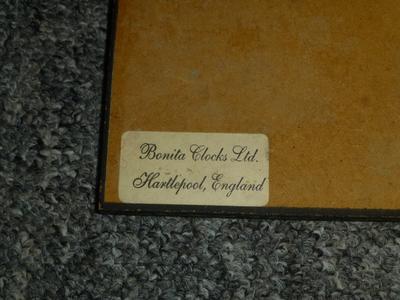 Bonita Clocks Ltd.
Hartlepool, England